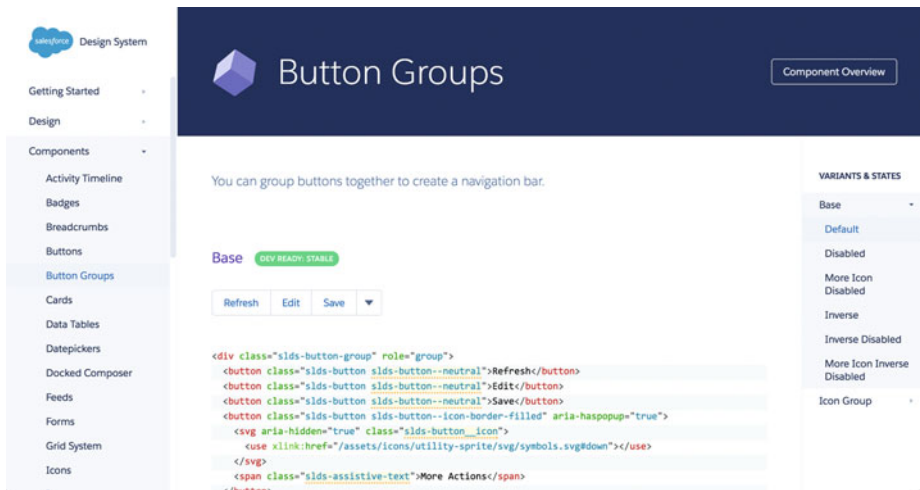 salesforce Design System
Getting Started
Design
Components
Activity Timeline
Badges
Breadcrumbs
Buttons
Button Groups
Cards
Data Tables
Datepickers
Docked Composer
Feeds
Forms
Grid System
Icons
Button Groups
Component Overview
You can group buttons together to create a navigation bar.
Base DEV READY: STABLE
Refresh Edit Save
<div class="slds-button-group" role="group">
<button class="slds-button slds-button--neutral">Refresh</button>
<button class="slds-button slds-button--neutral">Edit</button>
<button class="slds-button slds-button--neutral">Save</button>
<button class="slds-button slds-button--icon-border-filled" aria-haspopup="true">
<svg aria-hidden="true" class="slds-button__icon">
<use xlink:href="/assets/icons/utility-sprite/svg/symbols.svg#down"></use>
</svg>
<span class="slds-assistive-text">More Actions</span>
VARIANTS & STATES
Base
Default
Disabled
More Icon
Disabled
Inverse
Inverse Disabled
More Icon Inverse
Disabled
Icon Group